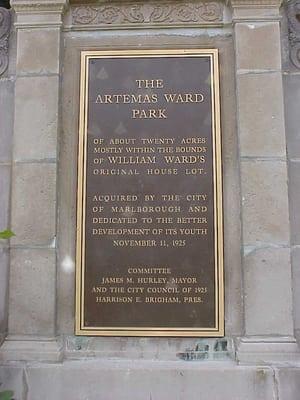 THE
ARTEMAS WARD
PARK
OF ABOUT TWENTY ACRES
MOSTLY WITHIN THE BOUNDS
OF WILLIAM WARD'S
ORIGINAL HOUSE LOT.
ACQUIRED BY THE CITY
OF MARLBOROUGH AND
DEDICATED TO THE BETTER
DEVELOPMENT OF ITS YOUTH
NOVEMBER 11, 1925
COMMITTEE
JAMES M. HURLEY, MAYOR
AND THE CITY COUNCIL OF 1925
HARRISON E. BRIGHAM, PRES.